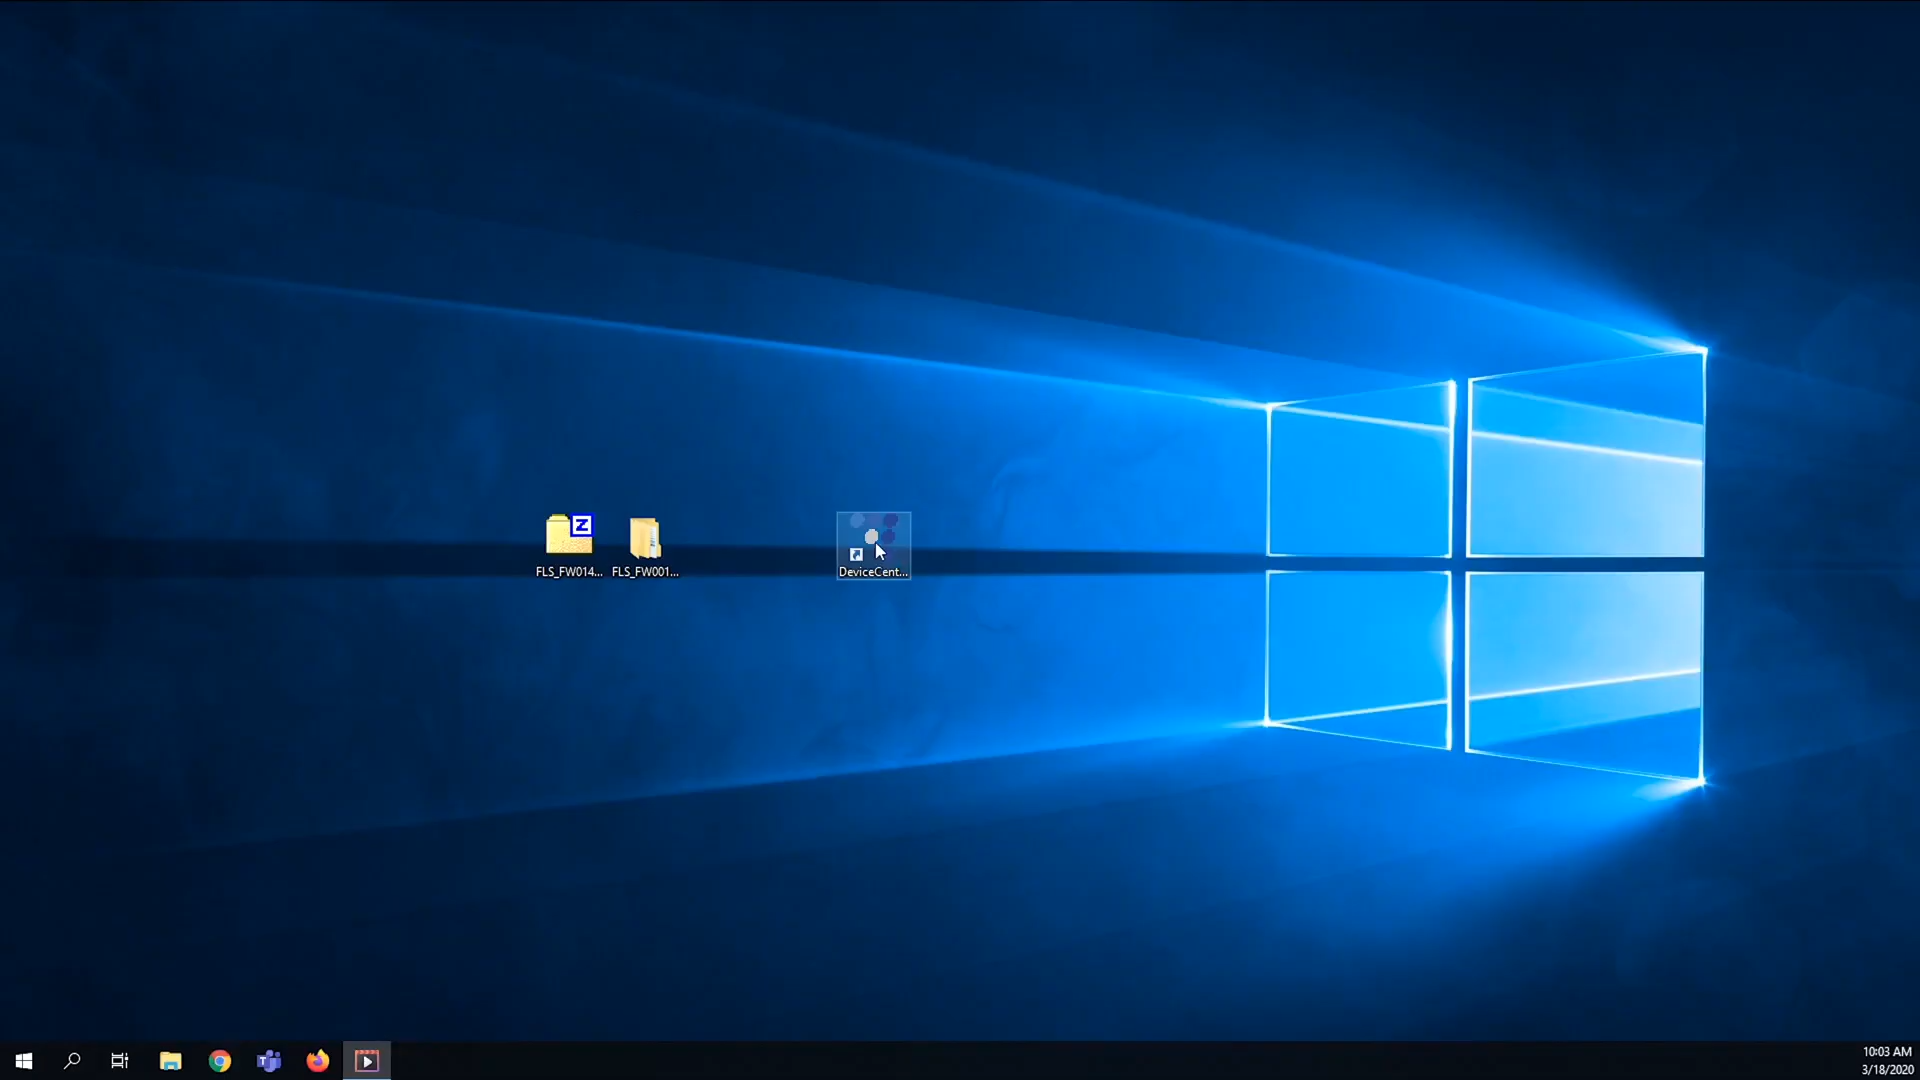 Z
FLS_FW014...
FLS_FW001...
DeviceCent...
T
10:03 AM
3/18/2020